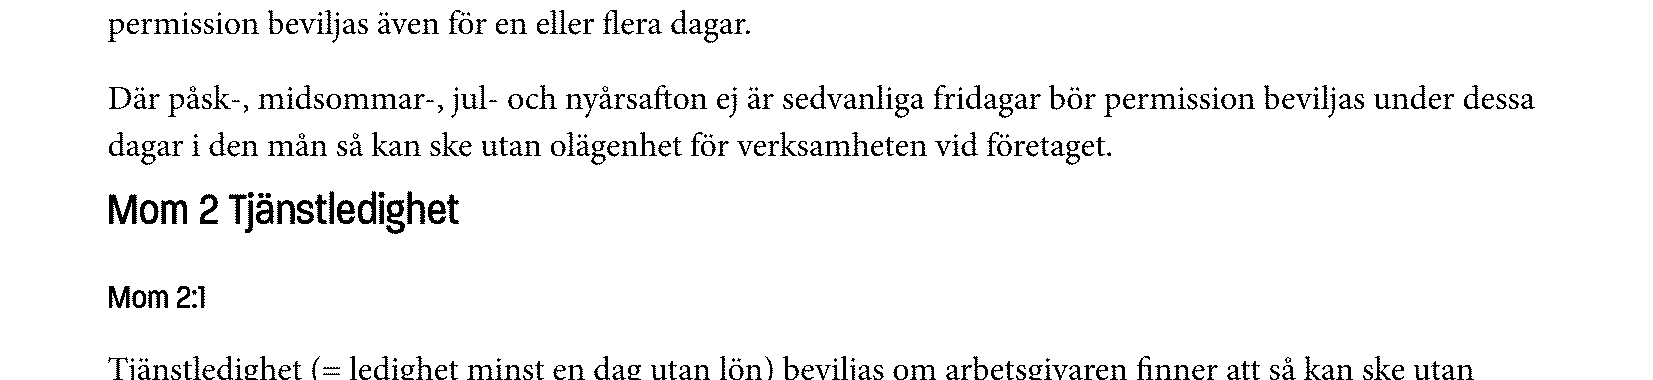 permission beviljas även för en eller flera dagar.
Där påsk-, midsommar-, jul- och nyårsafton ej är sedvanliga fridagar bör permission beviljas under dessa
dagar i den mån så kan ske utan olägenhet för verksamheten vid företaget.
Mom 2 Tjänstledighet
Mom 2:1
Tjänstledighet (= ledighet minst en dag utan lön) beviljas om arbetsgivaren finner att så kan ske utan